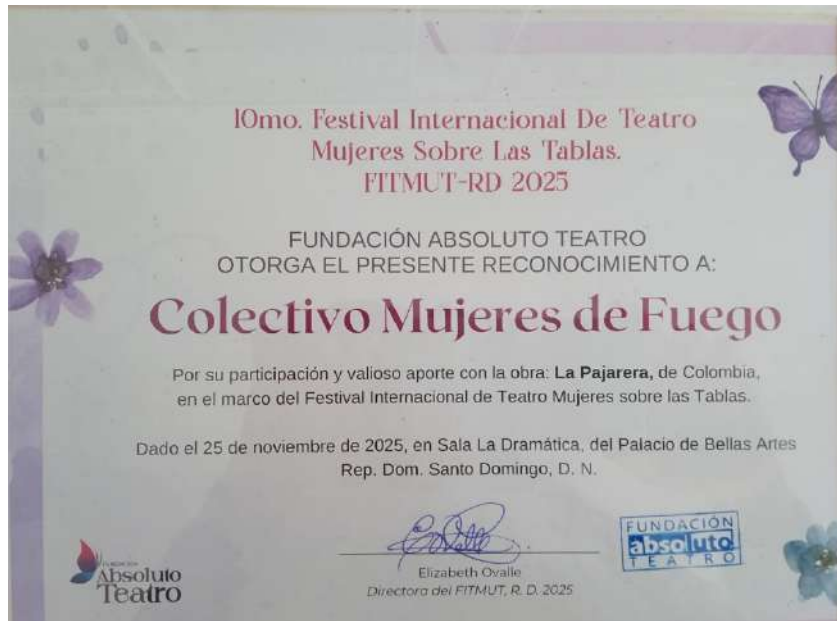 10mo. Festival Internacional De Teatro
Mujeres Sobre Las Tablas.
FITMUT-RD 2025
FUNDACIÓN ABSOLUTO TEATRO
OTORGA EL PRESENTE RECONOCIMIENTO A:
Colectivo Mujeres de Fuego
Por su participación y valioso aporte con la obra: La Pajarera, de Colombia,
en el marco del Festival Internacional de Teatro Mujeres sobre las Tablas.
Dado el 25 de noviembre de 2025, en Sala La Dramática, del Palacio de Bellas Artes
Rep. Dom. Santo Domingo, D. N.
Elizabeth Ovalle
Directora del FITMUT, R. D. 2025
FUNDACIÓN
Absoluto
Teatro
FUNDACIÓN
absoluto
TEATRO